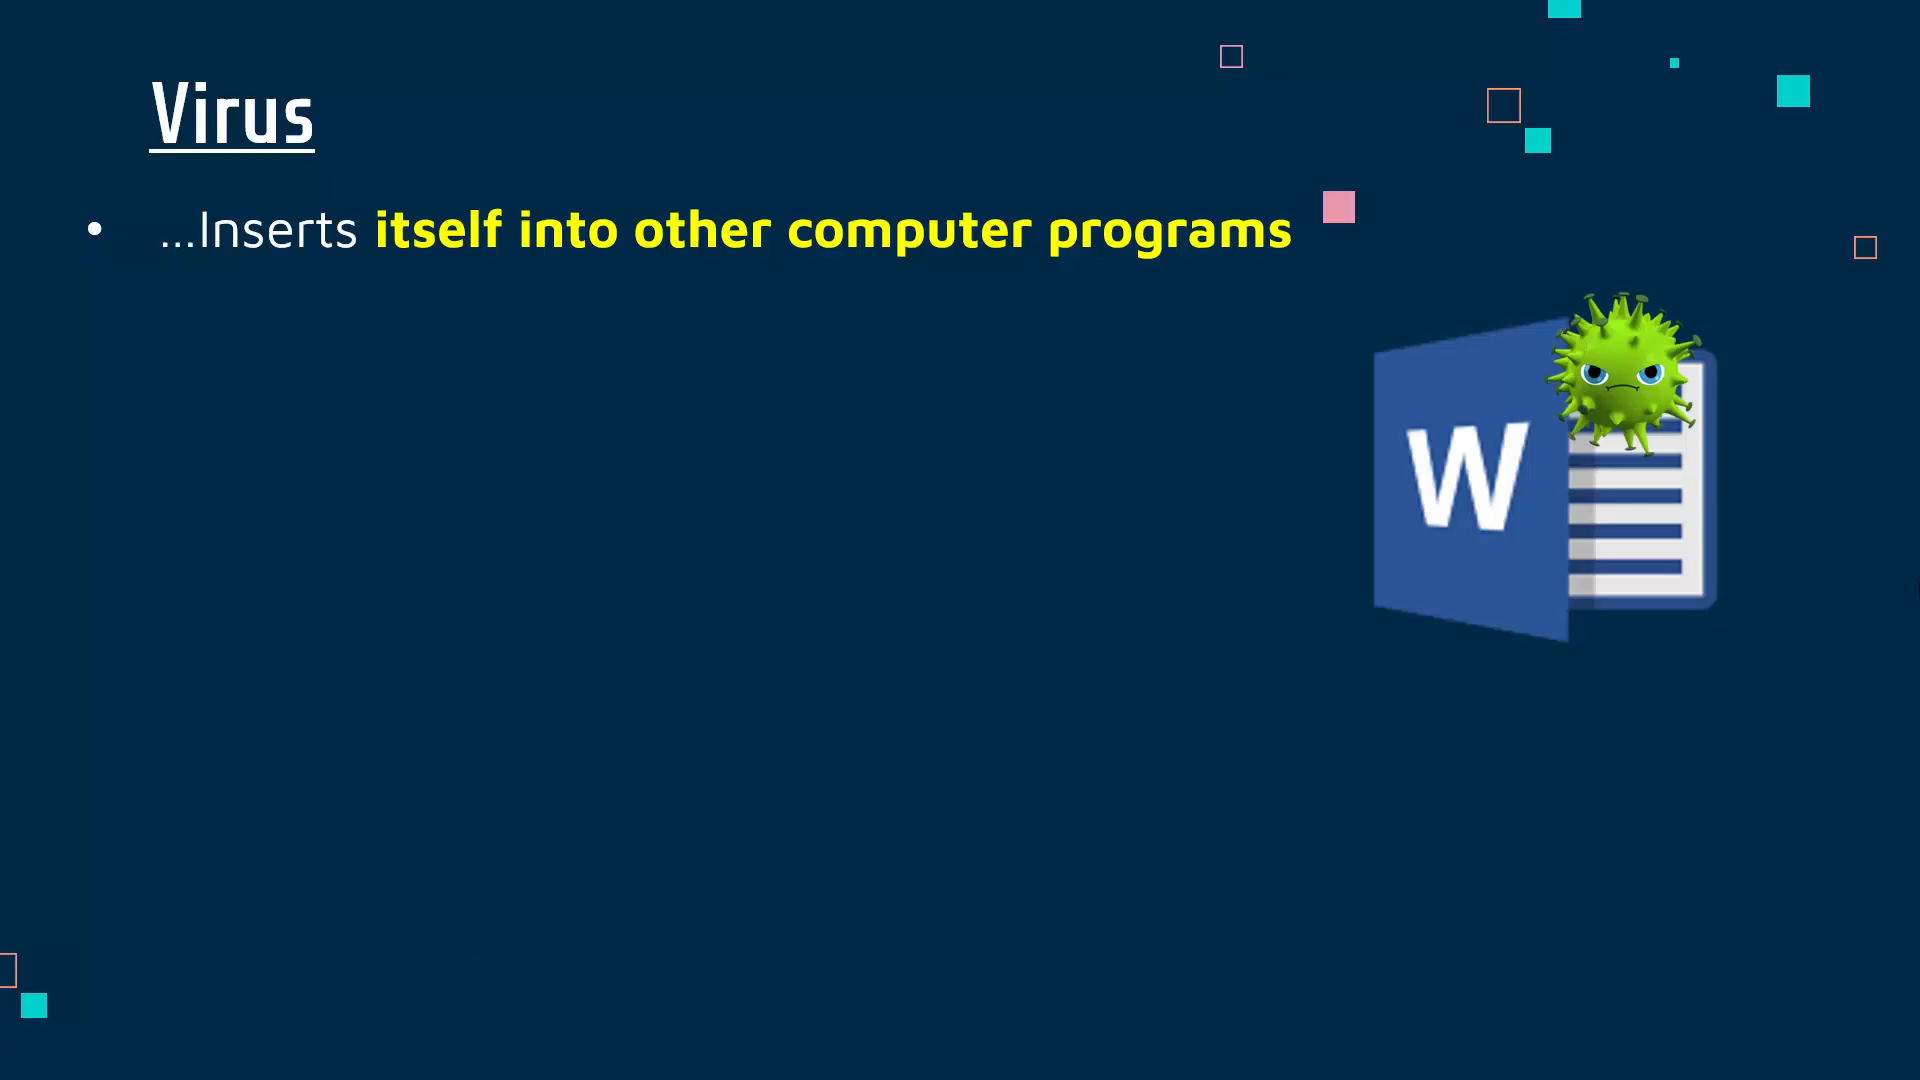 Virus
• ...Inserts itself into other computer programs
W